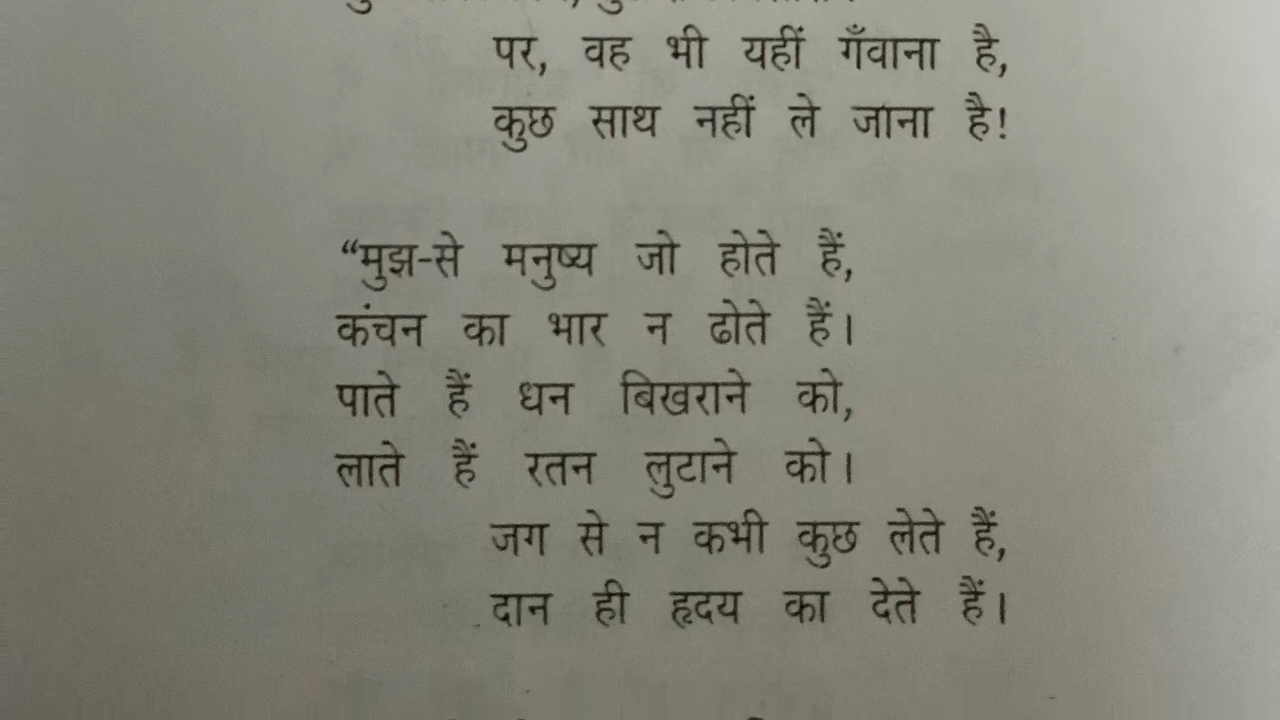 पर, वह भी यहीं गँवाना है,
कुछ साथ नहीं ले जाना है!
“मुझ-से मनुष्य जो होते हैं,
कंचन का भार न ढोते हैं।
पाते हैं धन बिखराने को,
लाते हैं रतन लुटाने को।
जग से न कभी कुछ लेते हैं,
दान ही हृदय का देते हैं।